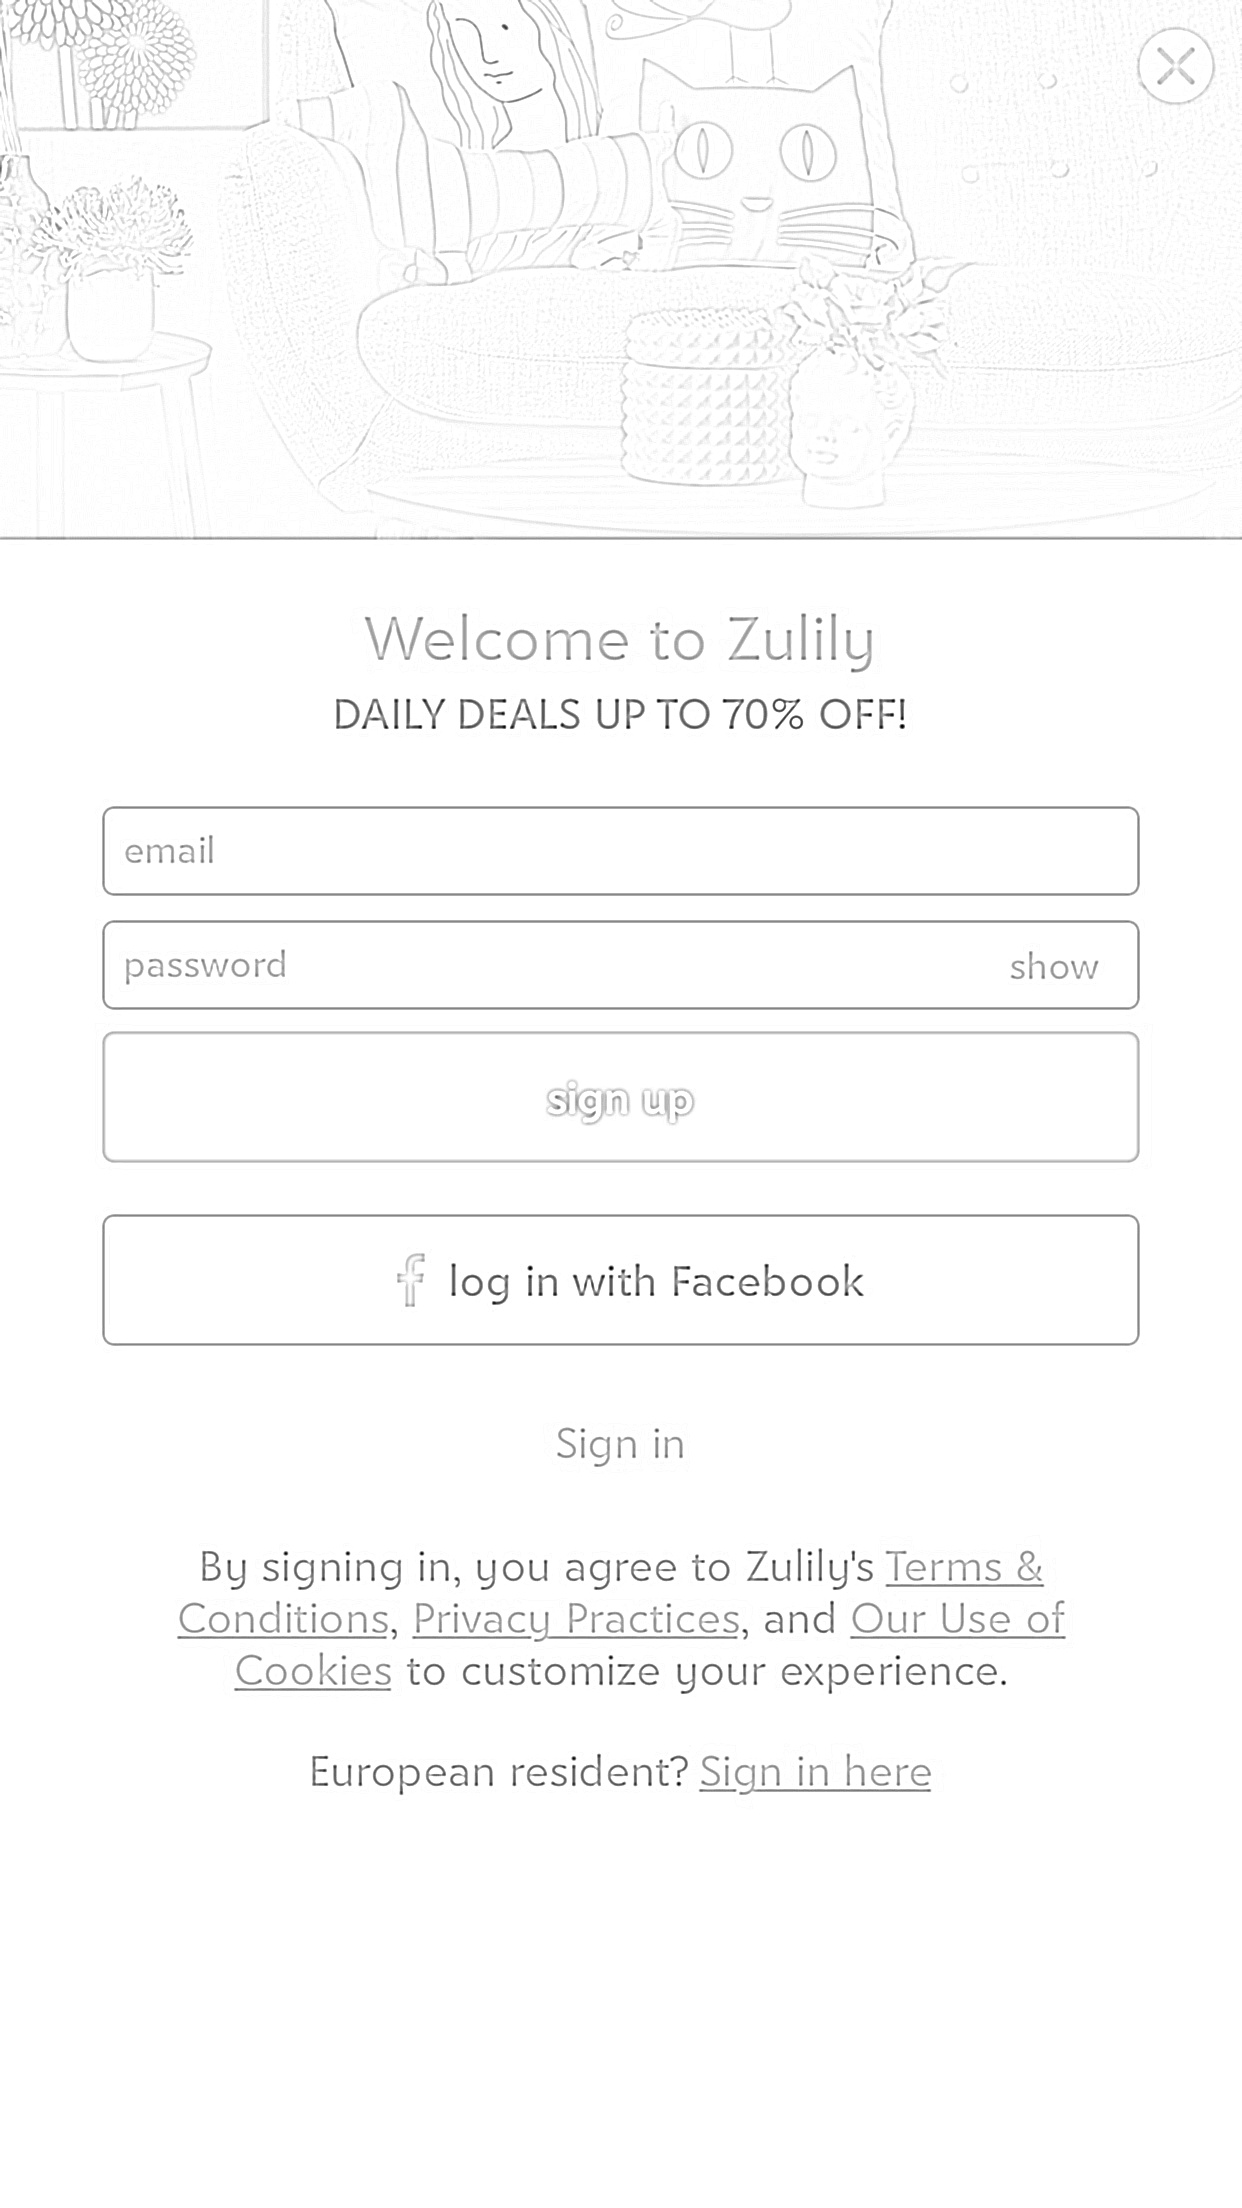 Welcome to Zulily
DAILY DEALS UP TO 70% OFF!
email
password show
sign up
f log in with Facebook
Sign in
By signing in, you agree to Zulily's Terms &
Conditions, Privacy Practices, and Our Use of
Cookies to customize your experience.
European resident? Sign in here